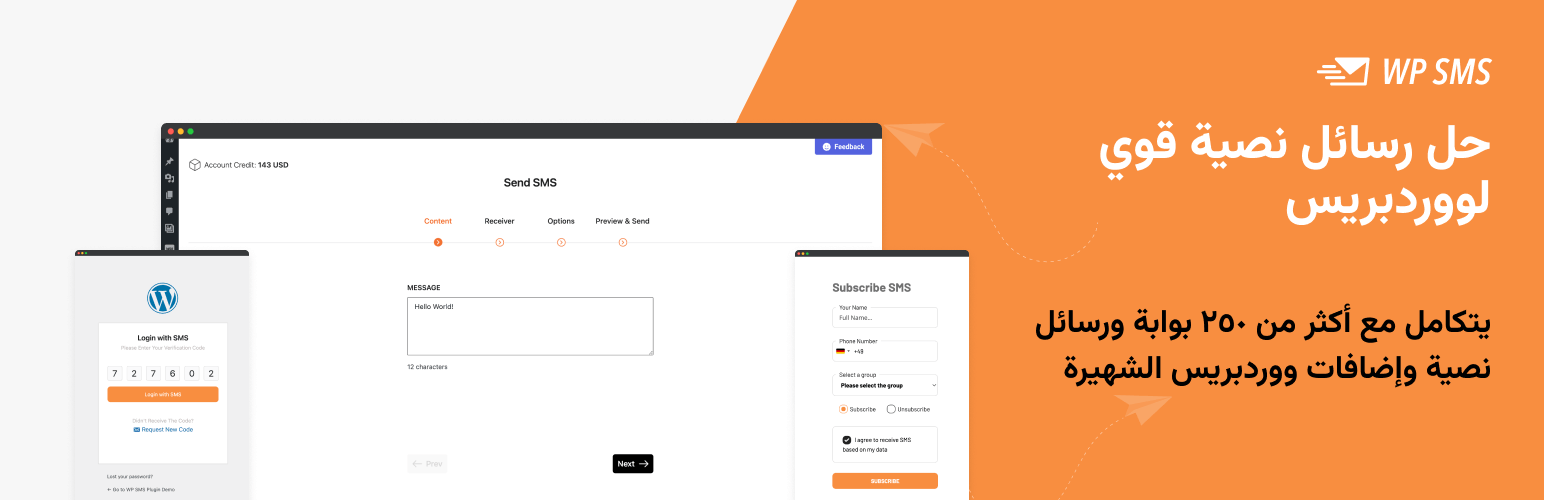 WP SMS
حل رسائل نصية قوي
لووردبريس
يتكامل مع أكثر من ٢٥٠ بوابة ورسائل
نصية وإضافات ووردبريس الشهيرة
Feedback
Account Credit: 143 USD
Send SMS
Content Receiver Options Preview & Send
MESSAGE
Hello World!
12 characters
Prev
Next
Login with SMS
Please Enter Your Verification Code
7 2 7 6 0 2
Login with SMS
Didn't Receive The Code?
Request New Code
Lost your password?
← Go to WP SMS Plugin Demo
Subscribe SMS
Your Name
Full Name...
Phone Number
+49
Select a group
Please select the group
Subscribe Unsubscribe
I agree to receive SMS
based on my data
SUBSCRIBE